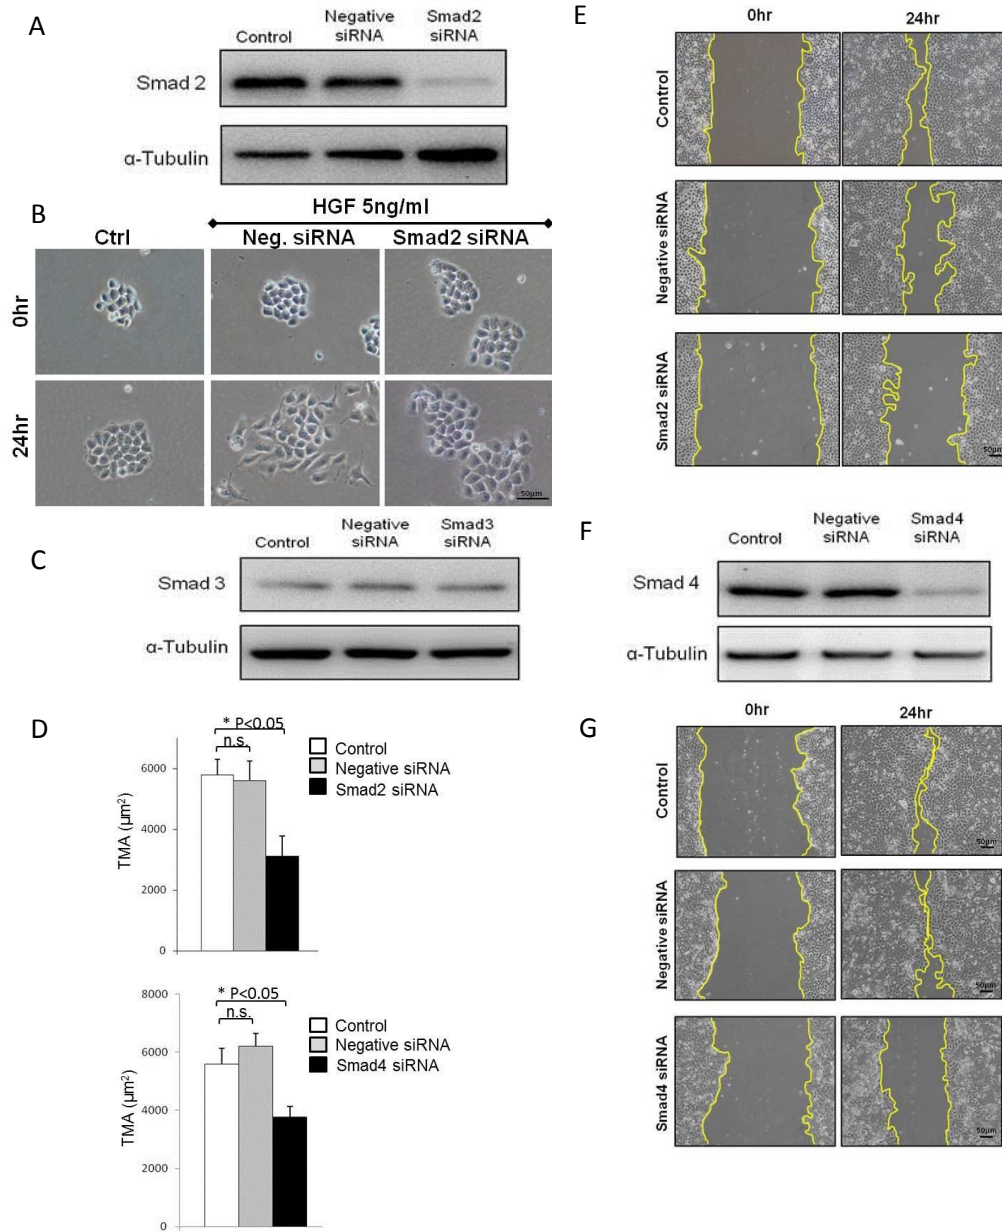 A
Control
Negative
siRNA
Smad2
siRNA
Smad 2
α-Tubulin
B
HGF 5ng/ml
Ctrl
Neg. siRNA
Smad2 siRNA
0hr
24hr
50µm
C
Control
Negative
siRNA
Smad3
siRNA
Smad 3
α-Tubulin
D
* P<0.05
n.s.
Control
Negative siRNA
Smad2 siRNA
TMA (µm²)
6000
4000
2000
0
* P<0.05
n.s.
Control
Negative siRNA
Smad4 siRNA
TMA (µm²)
8000
6000
4000
2000
0
E
0hr
24hr
Control
Negative siRNA
Smad2 siRNA
50µm
F
Control
Negative
siRNA
Smad4
siRNA
Smad 4
α-Tubulin
G
0hr
24hr
Control
50µm
Negative siRNA
50µm
Smad4 siRNA
50µm